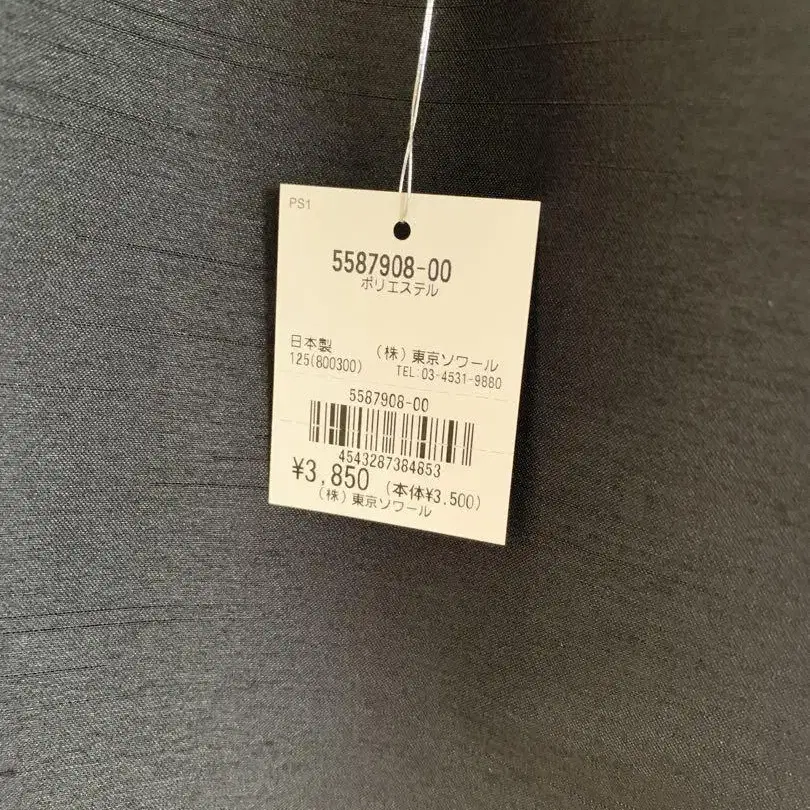 PS1
5587908-00
ポリエステル
日本製 (株)東京ソワール
125(800300) TEL:03-4531-9880
5587908-00
4543287384853
¥3,850 (本体¥3.500)
(株)東京ソワール